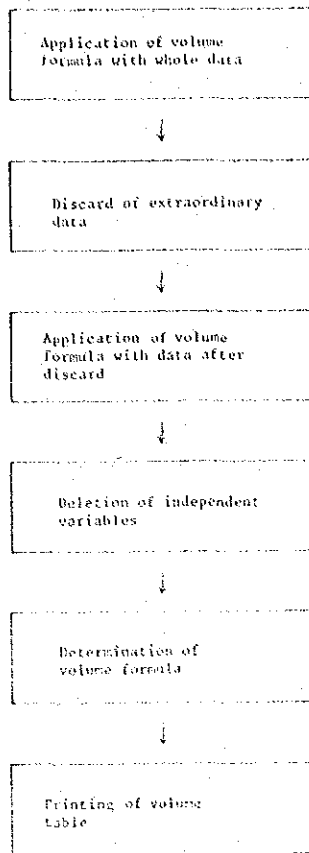 Application of volume
formula with whole data
↓
Discard of extraordinary
data
↓
Application of volume
formula with data after
discard
↓
Deletion of independent
variables
↓
Determination of
volume formula
↓
Printing of volume
table